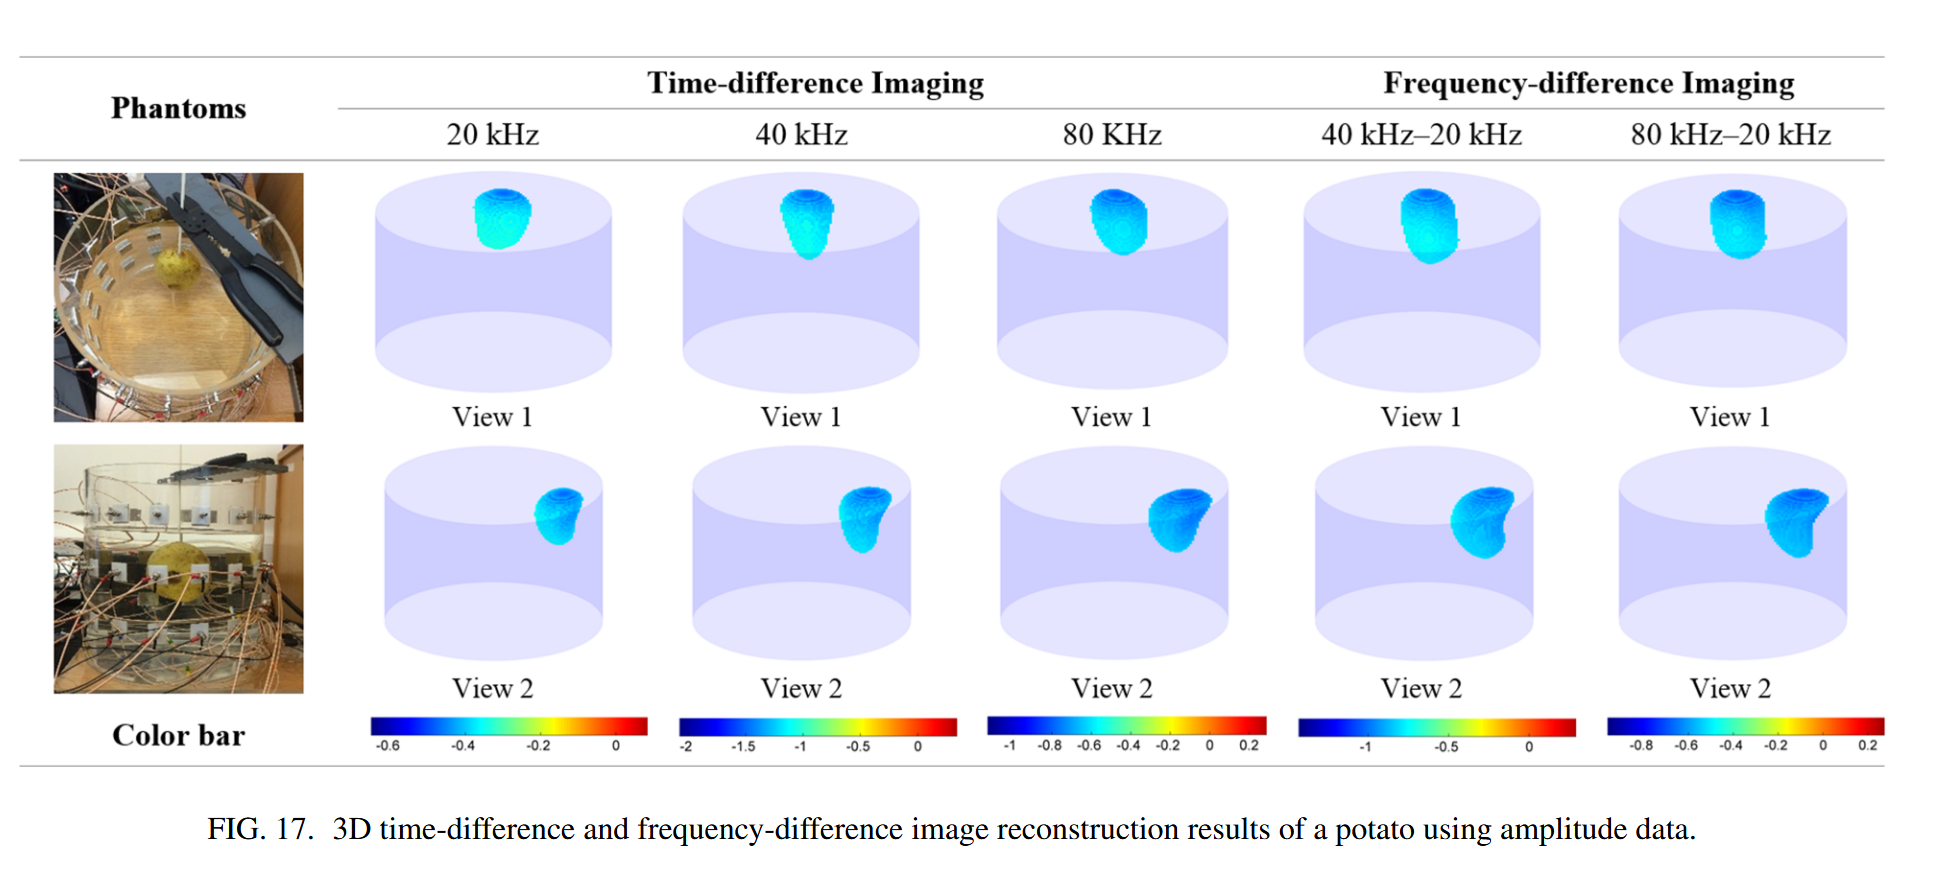 Phantoms
Time-difference Imaging
Frequency-difference Imaging
20 kHz
40 kHz
80 KHz
40 kHz–20 kHz
80 kHz–20 kHz
View 1
View 1
View 1
View 1
View 1
View 2
View 2
View 2
View 2
View 2
Color bar
-0.6 -0.4 -0.2 0
-2 -1.5 -1 -0.5 0
-1 -0.8 -0.6 -0.4 -0.2 0 0.2
-1 -0.5 0
-0.8 -0.6 -0.4 -0.2 0 0.2
FIG. 17. 3D time-difference and frequency-difference image reconstruction results of a potato using amplitude data.